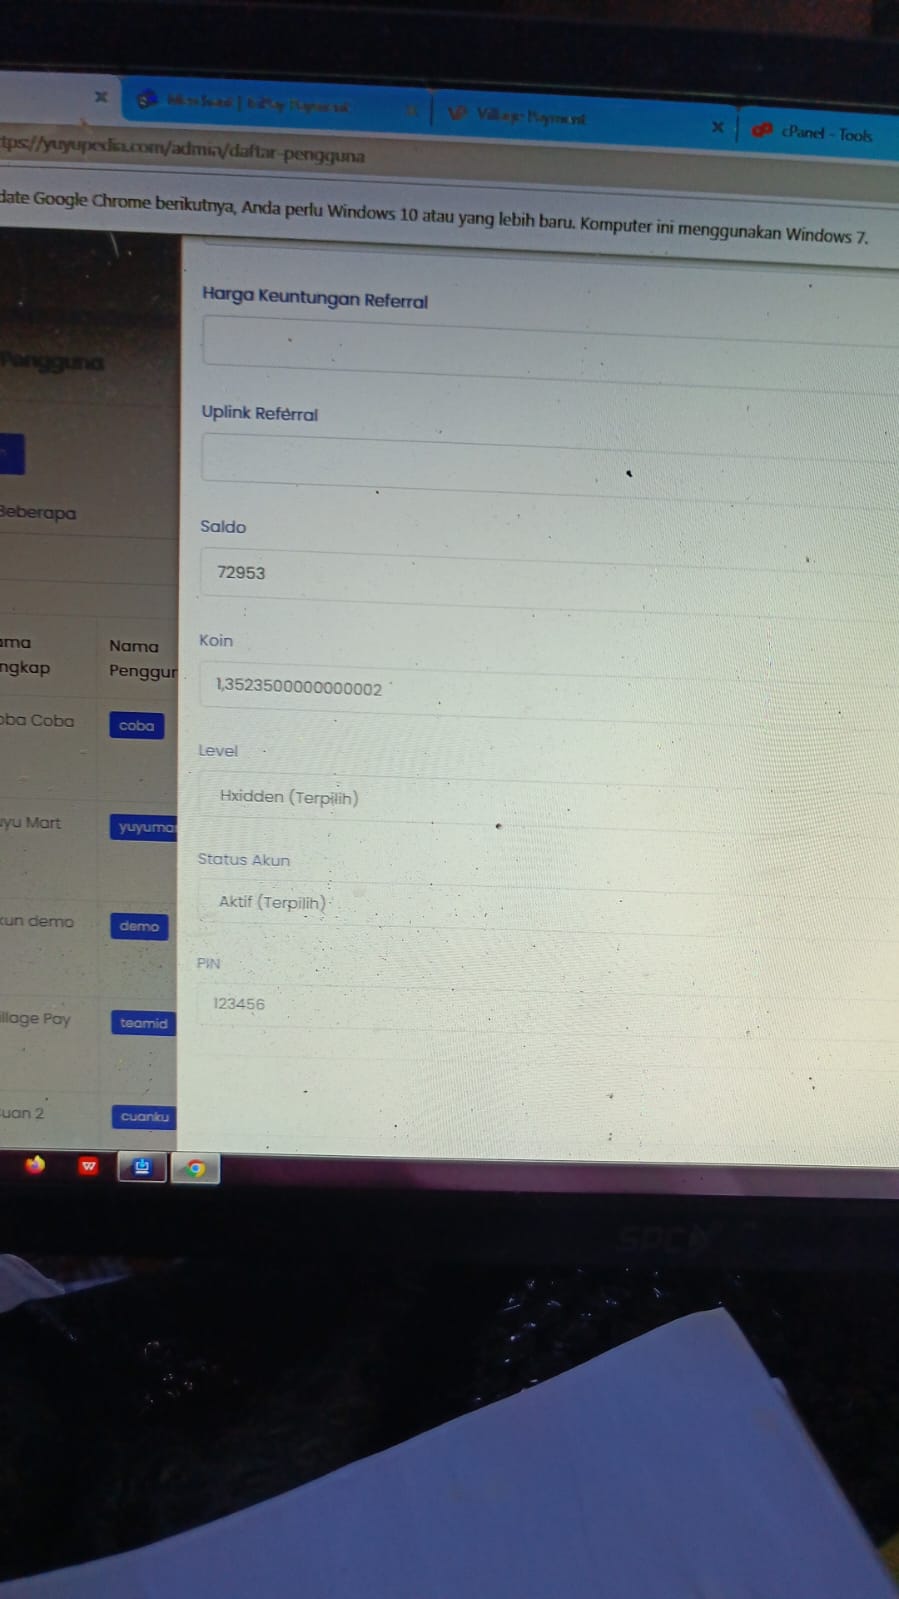 Village Payment
cPanel - Tools
tps://yuyupedia.com/admin/daftar-pengguna
date Google Chrome berikutnya, Anda perlu Windows 10 atau yang lebih baru. Komputer ini menggunakan Windows 7.
Pengguna
Beberapa
ama
ngkap
Nama
Penggun
oba Coba
coba
uyu Mart
yuyumar
kun demo
demo
illage Pay
teamid
uan 2
cuanku
Harga Keuntungan Referral
Uplink Referral
Saldo
72953
Koin
1,3523500000000002
Level
Hxidden (Terpilih)
Status Akun
Aktif (Terpilih)
PIN
123456
W
SPC